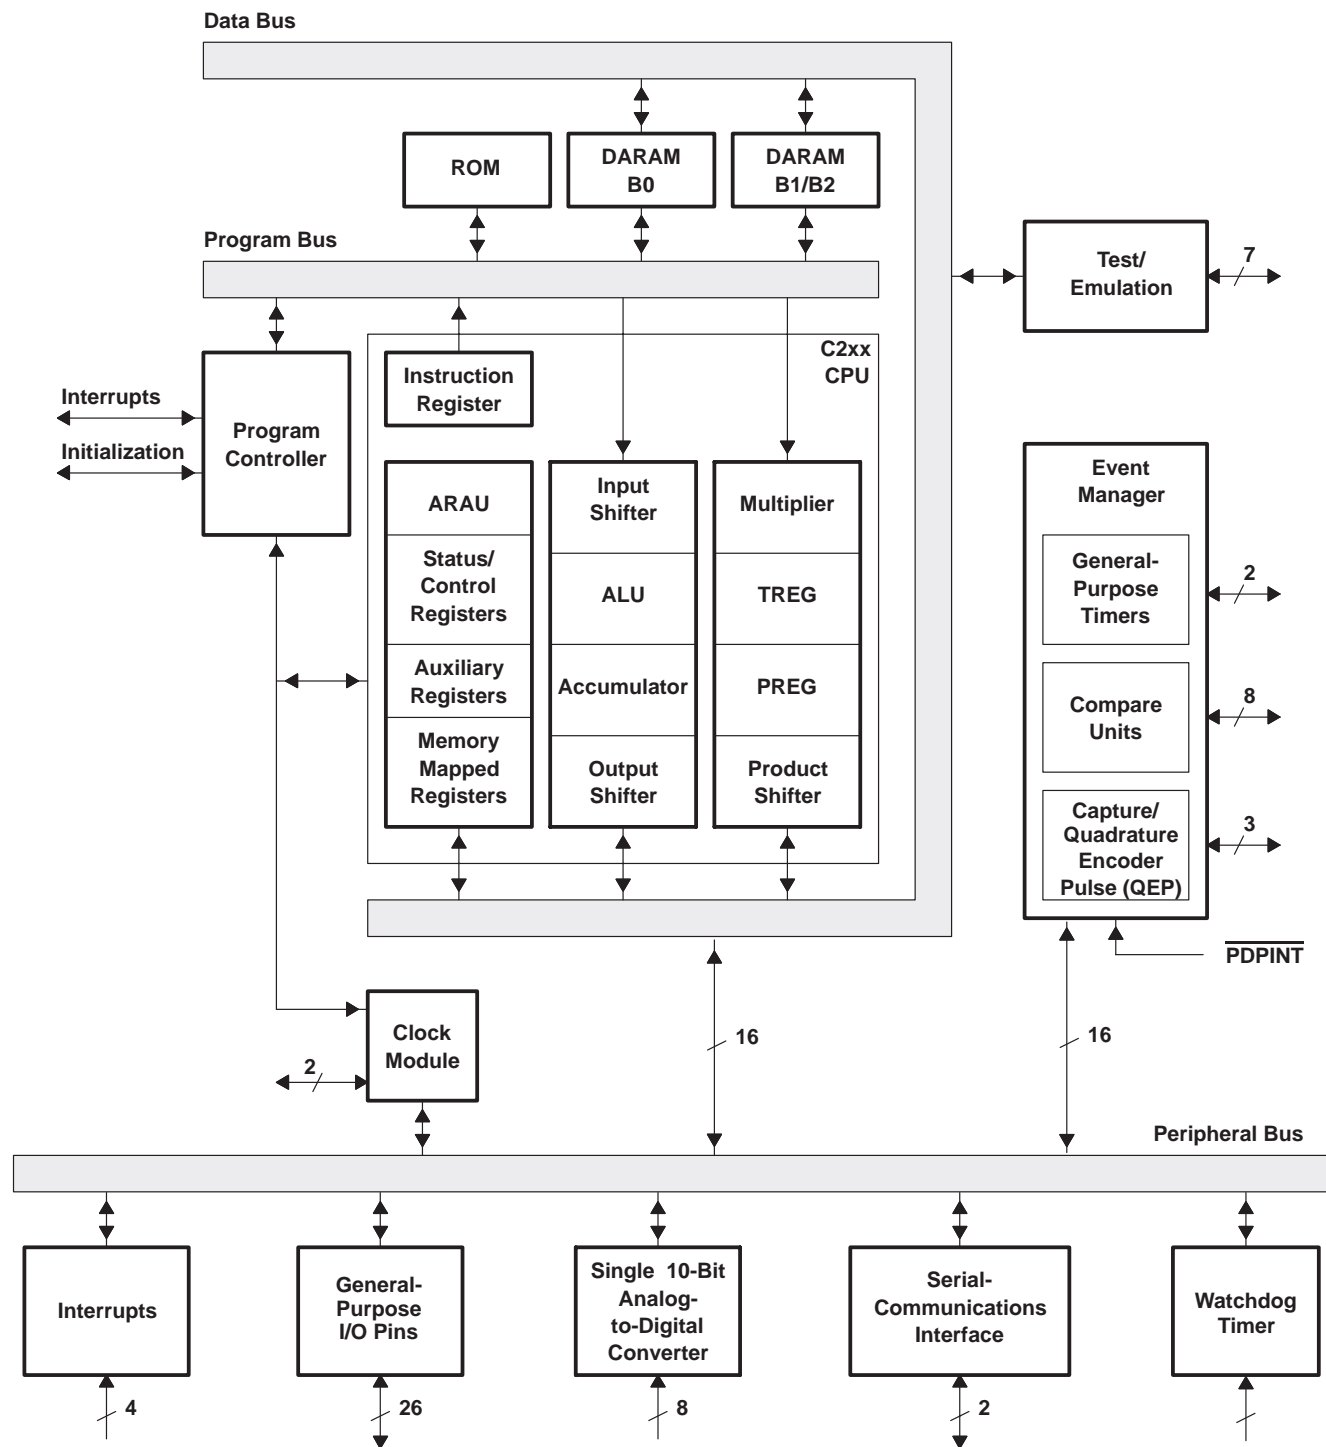 Data Bus
ROM
DARAM
B0
DARAM
B1/B2
Program Bus
Test/
Emulation
7
C2xx
CPU
Instruction
Register
Interrupts
Initialization
Program
Controller
Event
Manager
ARAU
Status/
Control
Registers
Auxiliary
Registers
Memory
Mapped
Registers
Input
Shifter
ALU
Accumulator
Output
Shifter
Multiplier
TREG
PREG
Product
Shifter
General-
Purpose
Timers
2
Compare
Units
8
Capture/
Quadrature
Encoder
Pulse (QEP)
3
PDPINT
Clock
Module
2
16
16
Peripheral Bus
Interrupts
General-
Purpose
I/O Pins
Single 10-Bit
Analog-
to-Digital
Converter
Serial-
Communications
Interface
Watchdog
Timer
4
26
8
2